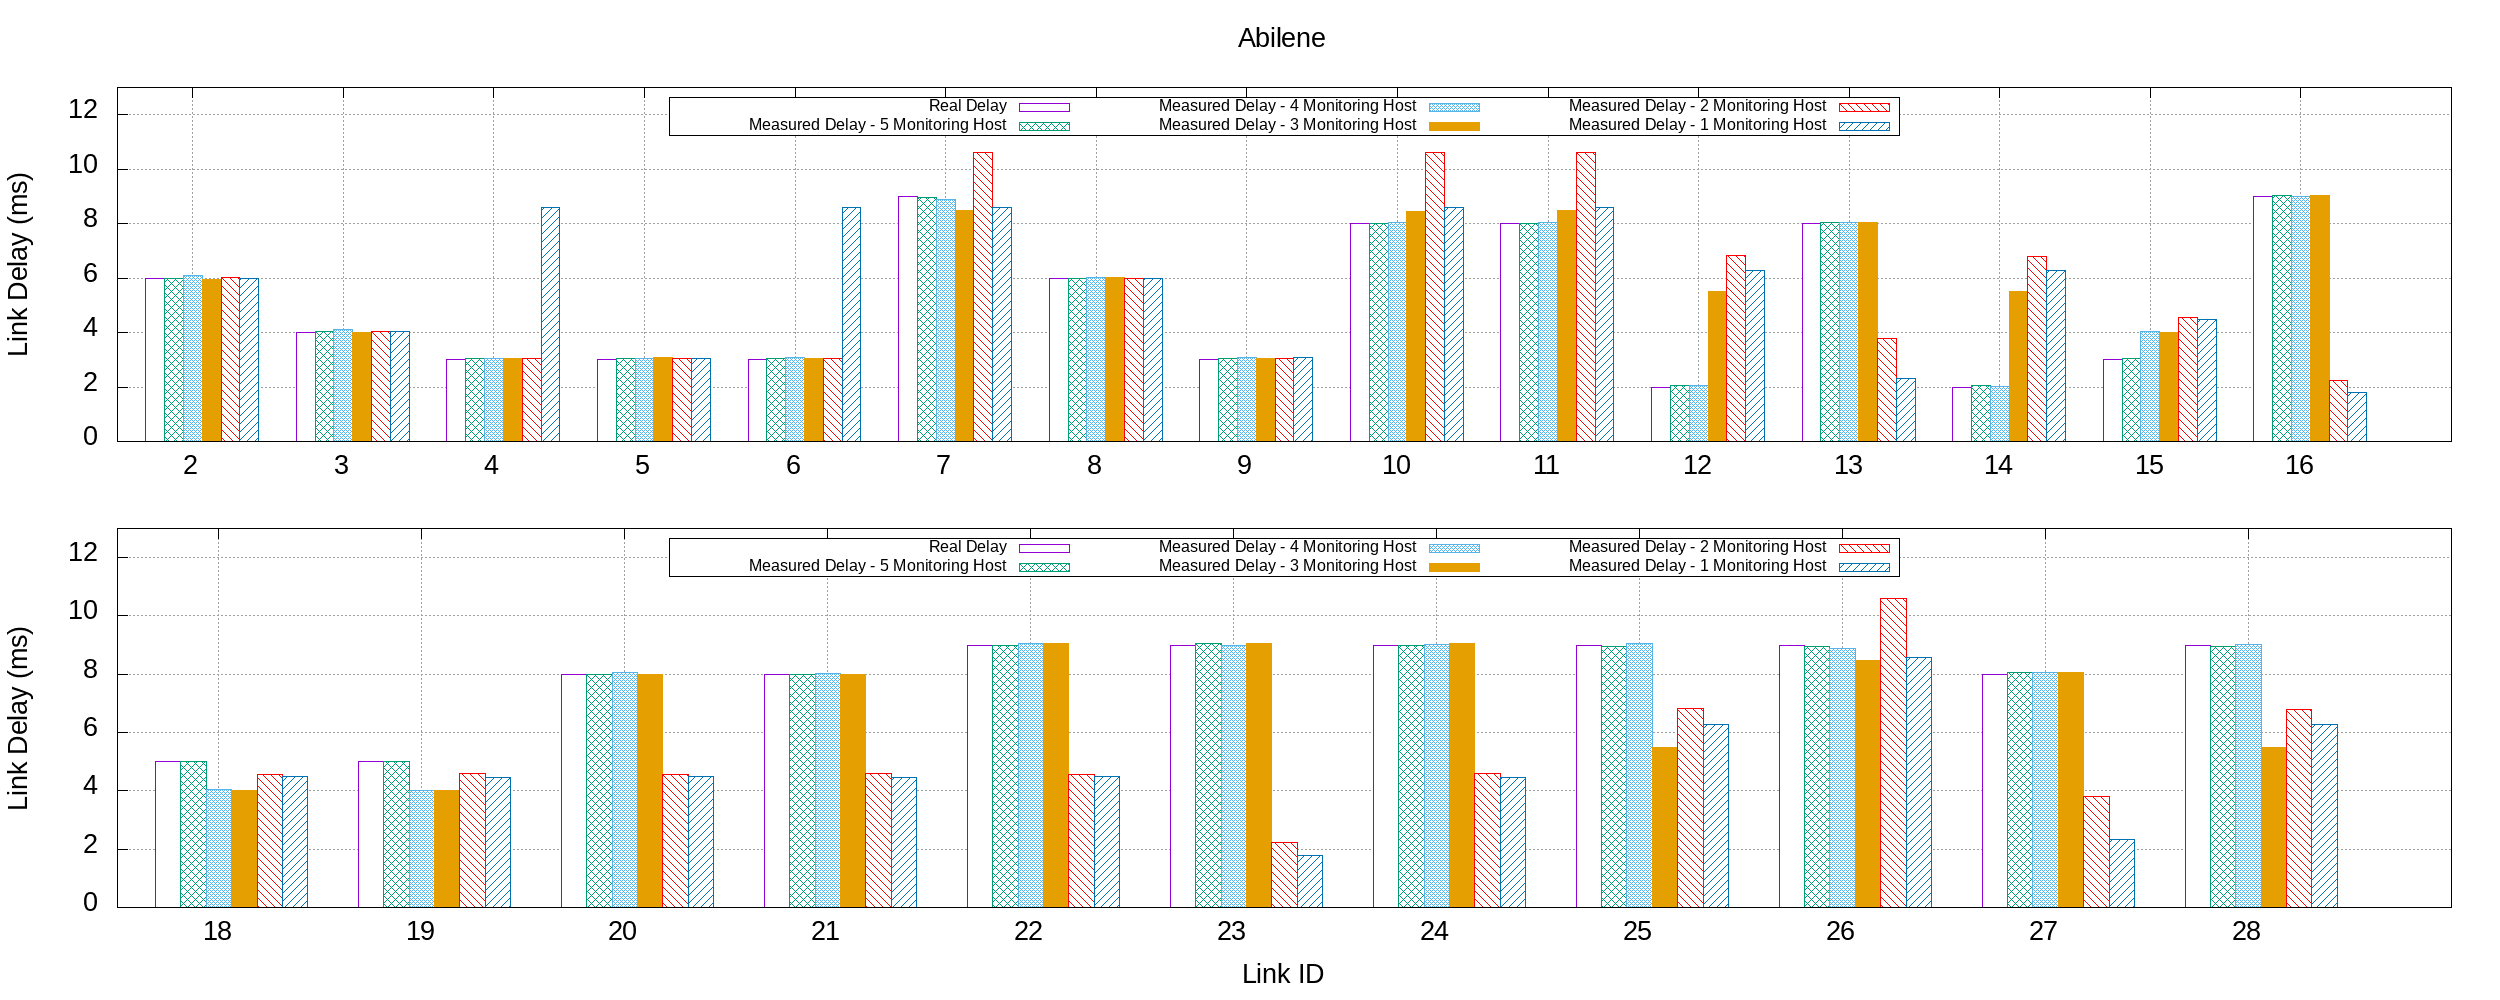 Abilene
12
10
8
6
4
2
0
Link Delay (ms)
Real Delay
Measured Delay - 5 Monitoring Host
Measured Delay - 4 Monitoring Host
Measured Delay - 3 Monitoring Host
Measured Delay - 2 Monitoring Host
Measured Delay - 1 Monitoring Host
2 3 4 5 6 7 8 9 10 11 12 13 14 15 16
12
10
8
6
4
2
0
Link Delay (ms)
Real Delay
Measured Delay - 5 Monitoring Host
Measured Delay - 4 Monitoring Host
Measured Delay - 3 Monitoring Host
Measured Delay - 2 Monitoring Host
Measured Delay - 1 Monitoring Host
18 19 20 21 22 23 24 25 26 27 28
Link ID